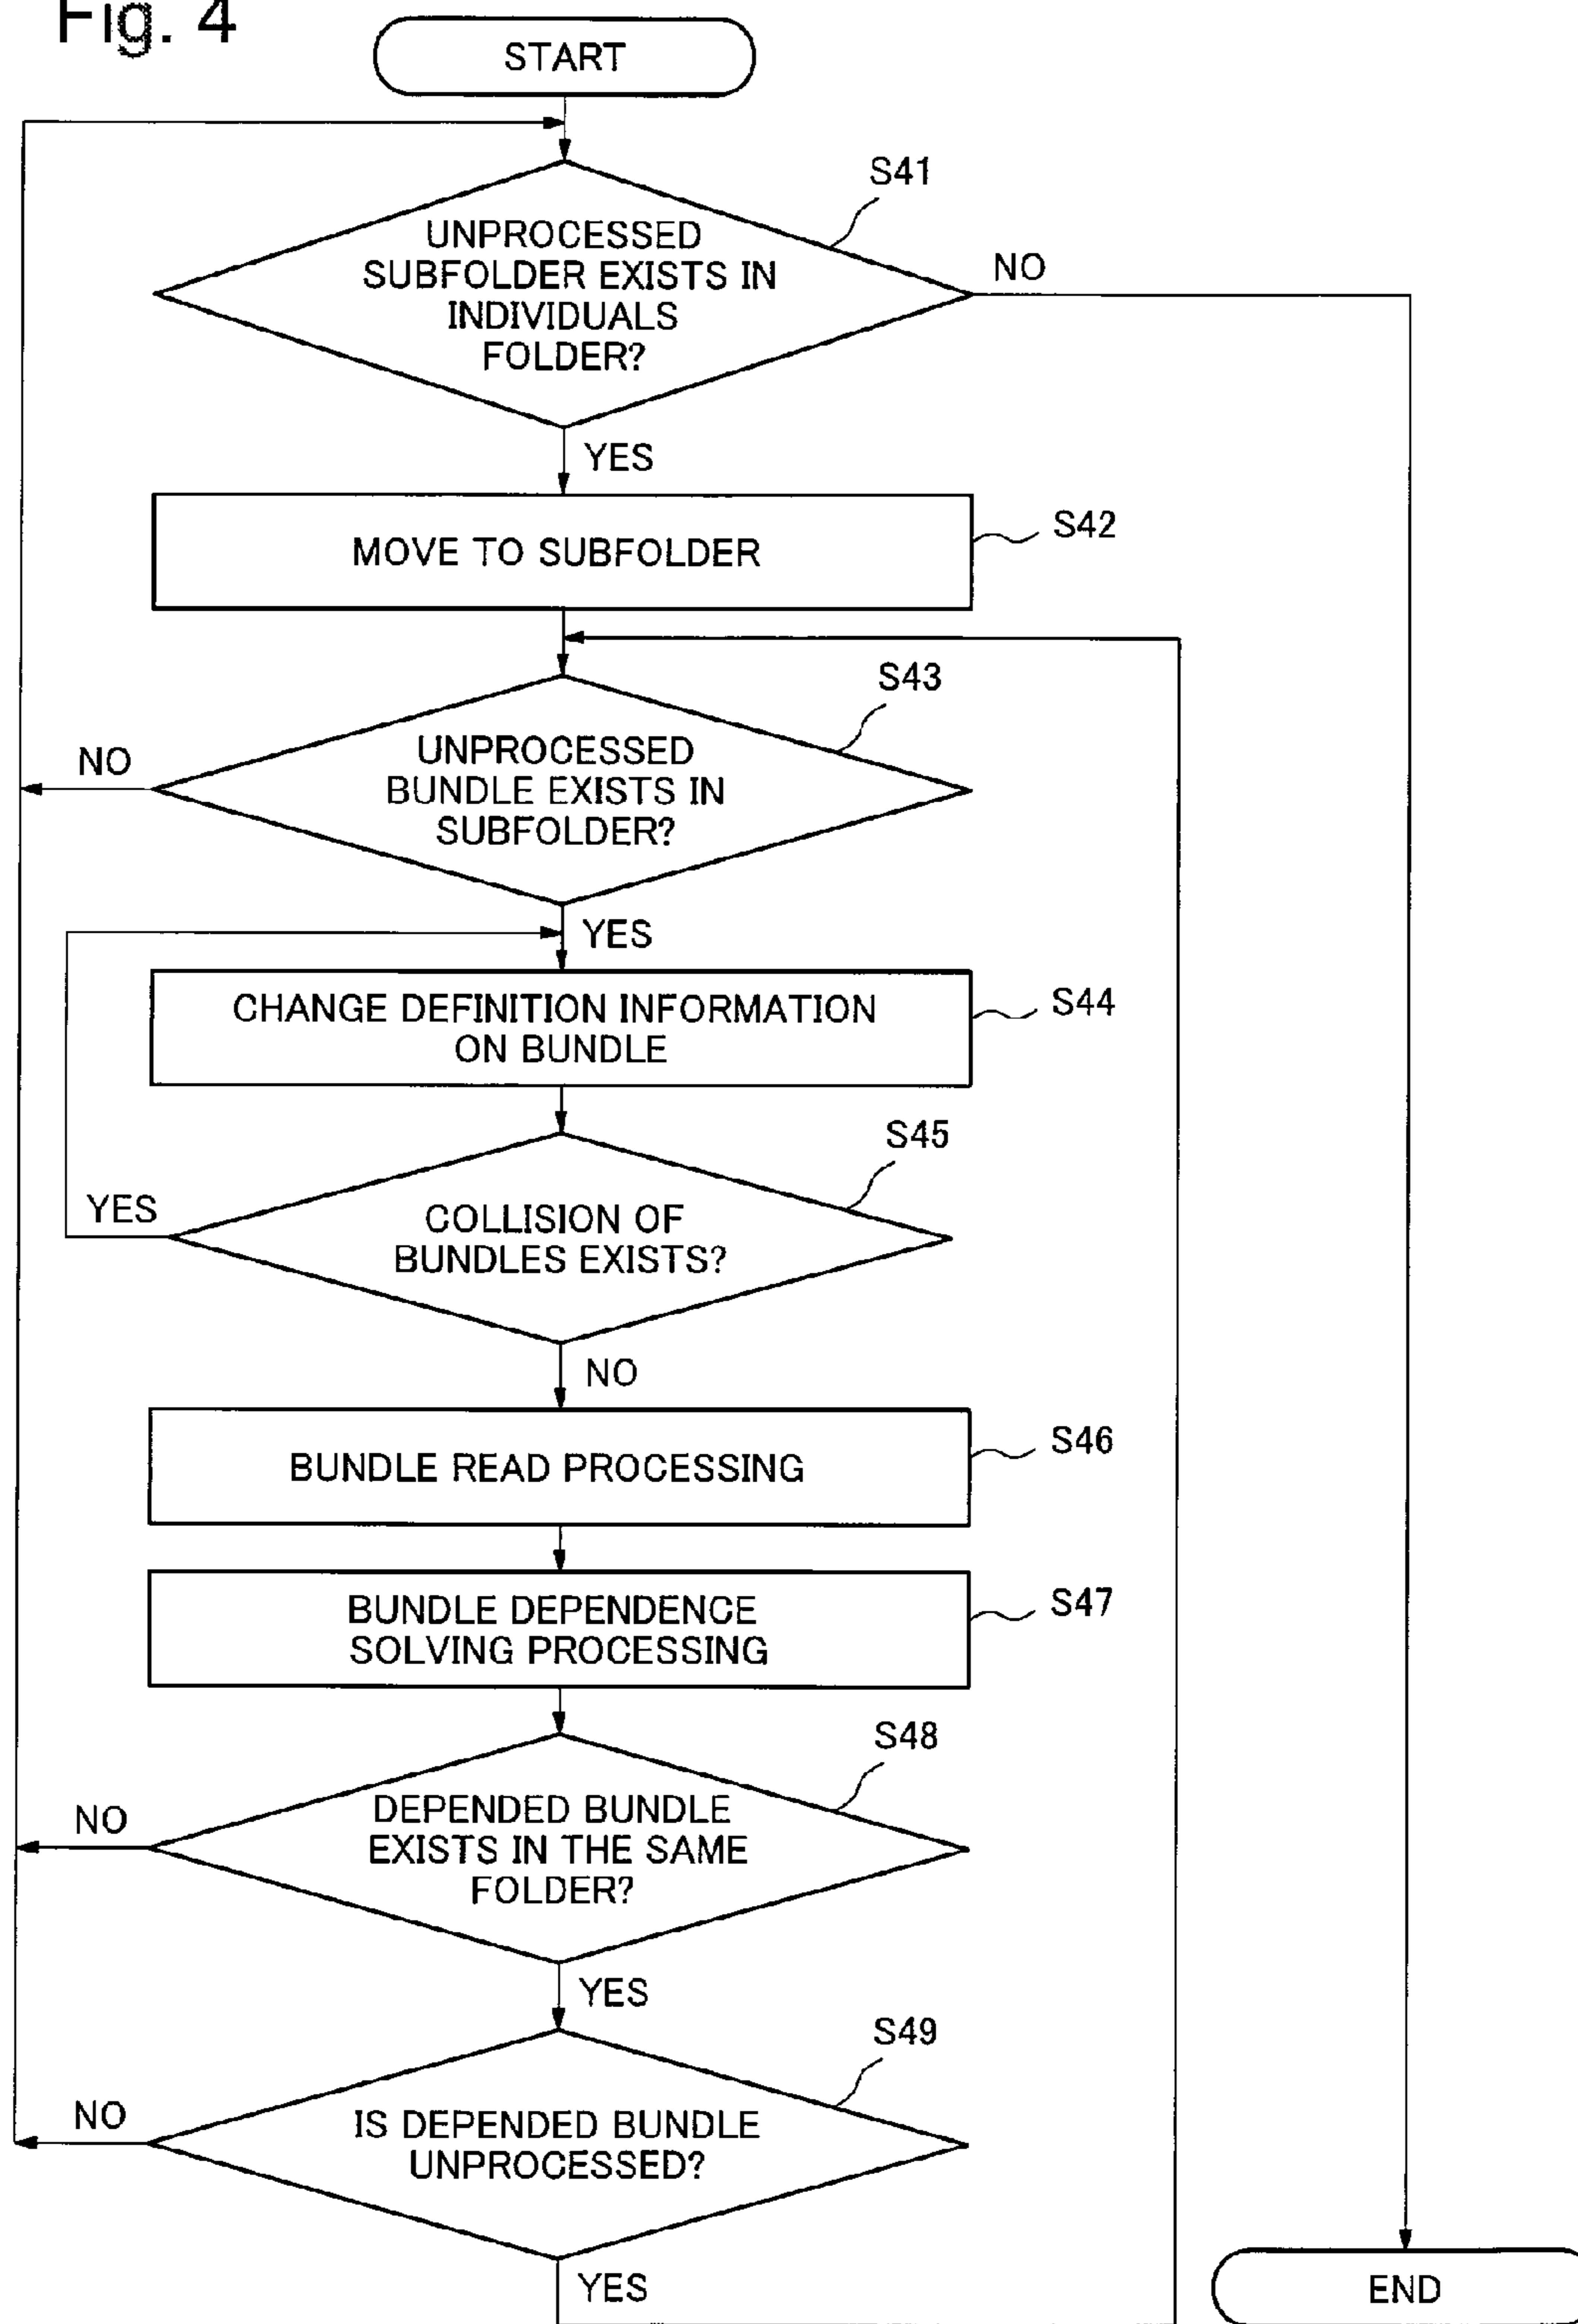 Fig. 4
START
S41
UNPROCESSED
SUBFOLDER EXISTS IN
INDIVIDUALS
FOLDER?
NO
YES
MOVE TO SUBFOLDER
S42
S43
UNPROCESSED
BUNDLE EXISTS IN
SUBFOLDER?
NO
YES
CHANGE DEFINITION INFORMATION
ON BUNDLE
S44
S45
COLLISION OF
BUNDLES EXISTS?
YES
NO
BUNDLE READ PROCESSING
S46
BUNDLE DEPENDENCE
SOLVING PROCESSING
S47
S48
DEPENDED BUNDLE
EXISTS IN THE SAME
FOLDER?
NO
YES
S49
IS DEPENDED BUNDLE
UNPROCESSED?
NO
YES
END